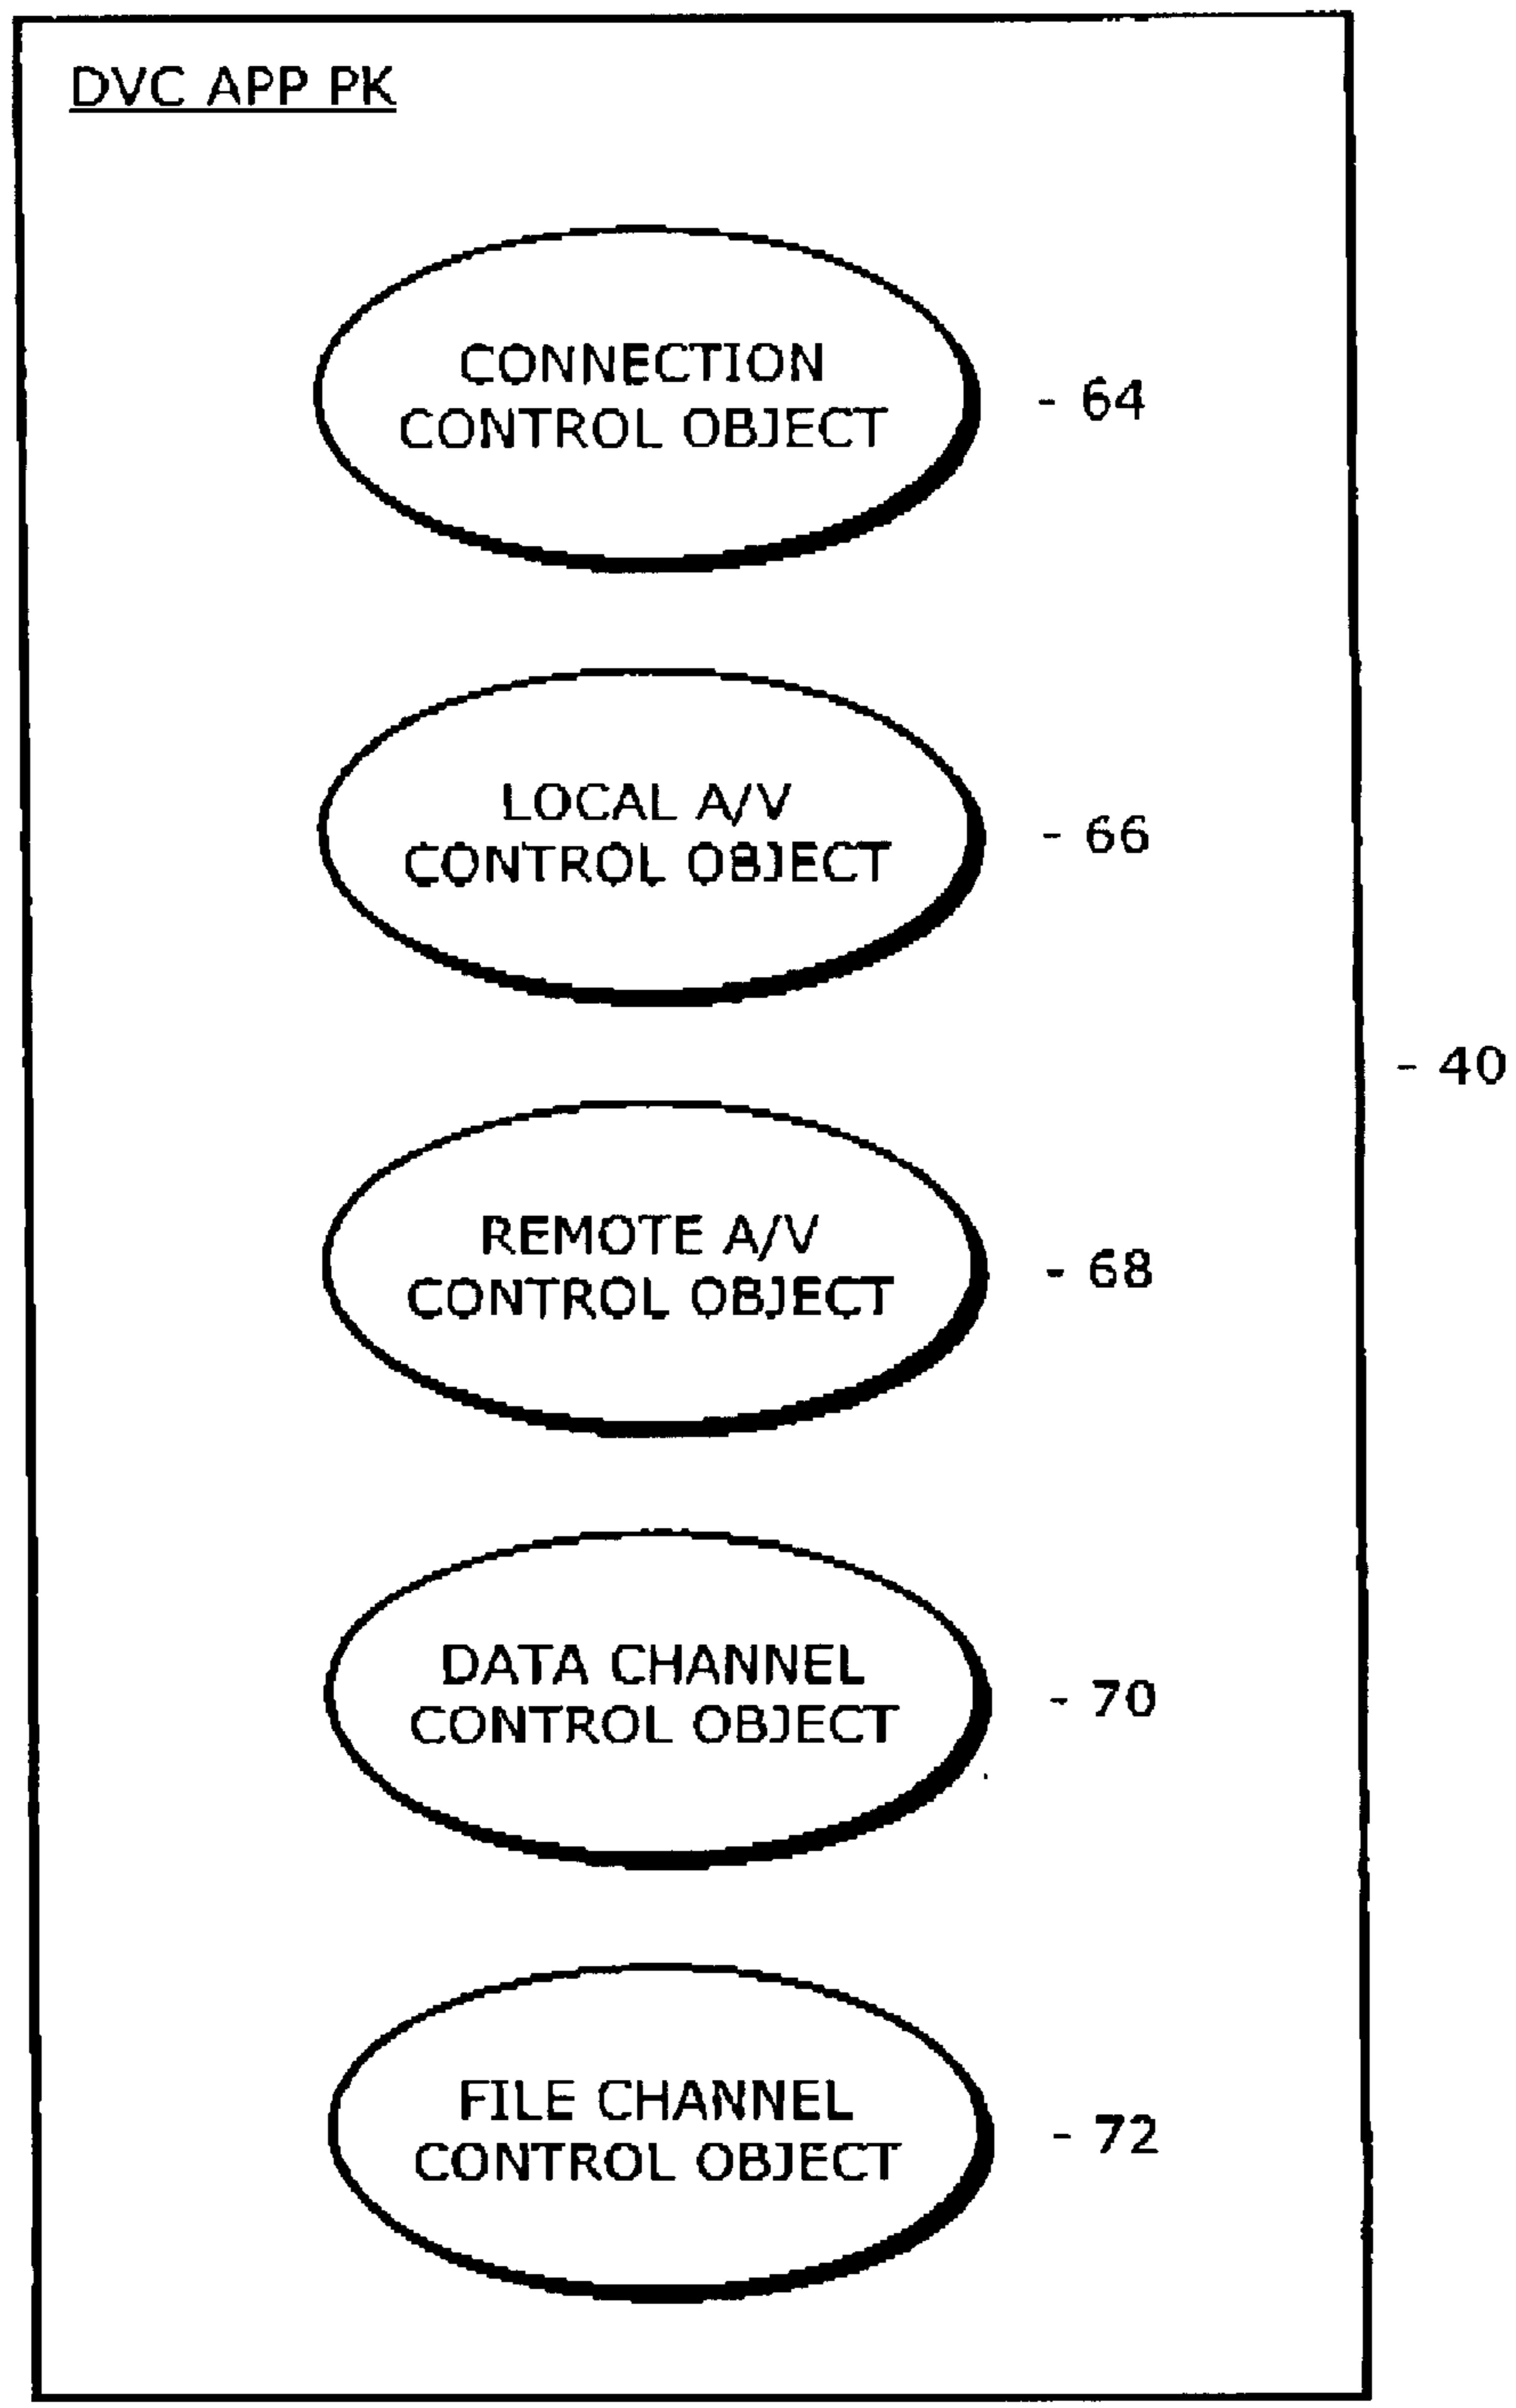 DVC APP PK
CONNECTION
CONTROL OBJECT
- 64
LOCAL A/V
CONTROL OBJECT
- 66
- 40
REMOTE A/V
CONTROL OBJECT
- 68
DATA CHANNEL
CONTROL OBJECT
- 70
FILE CHANNEL
CONTROL OBJECT
- 72